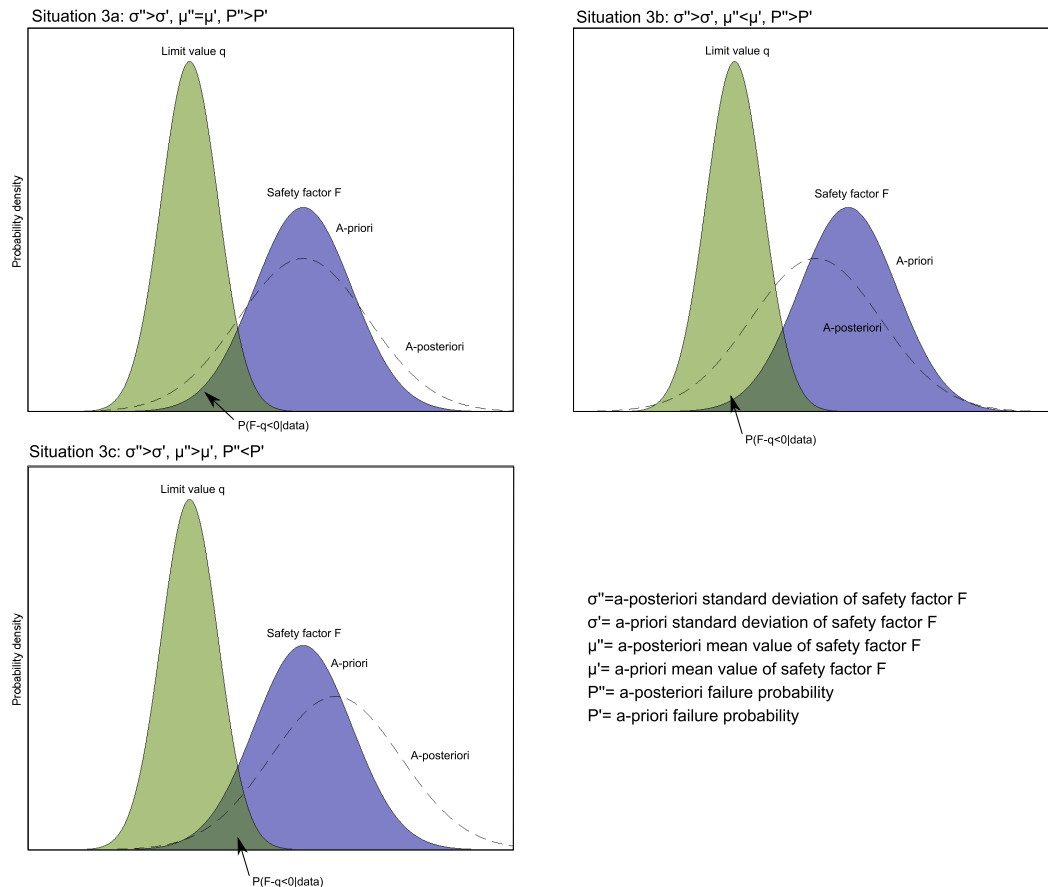 Situation 3a: σ''>σ', µ''=µ', P''>P'
Limit value q
Safety factor F
A-priori
A-posteriori
P(F-q<0|data)
Probability density
Situation 3b: σ''>σ', µ''<µ', P''>P'
Limit value q
Safety factor F
A-priori
A-posteriori
P(F-q<0|data)
Situation 3c: σ''>σ', µ''>µ', P''<P'
Limit value q
Safety factor F
A-priori
A-posteriori
P(F-q<0|data)
Probability density
σ''=a-posteriori standard deviation of safety factor F
σ'= a-priori standard deviation of safety factor F
µ''= a-posteriori mean value of safety factor F
µ'= a-priori mean value of safety factor F
P''= a-posteriori failure probability
P'= a-priori failure probability